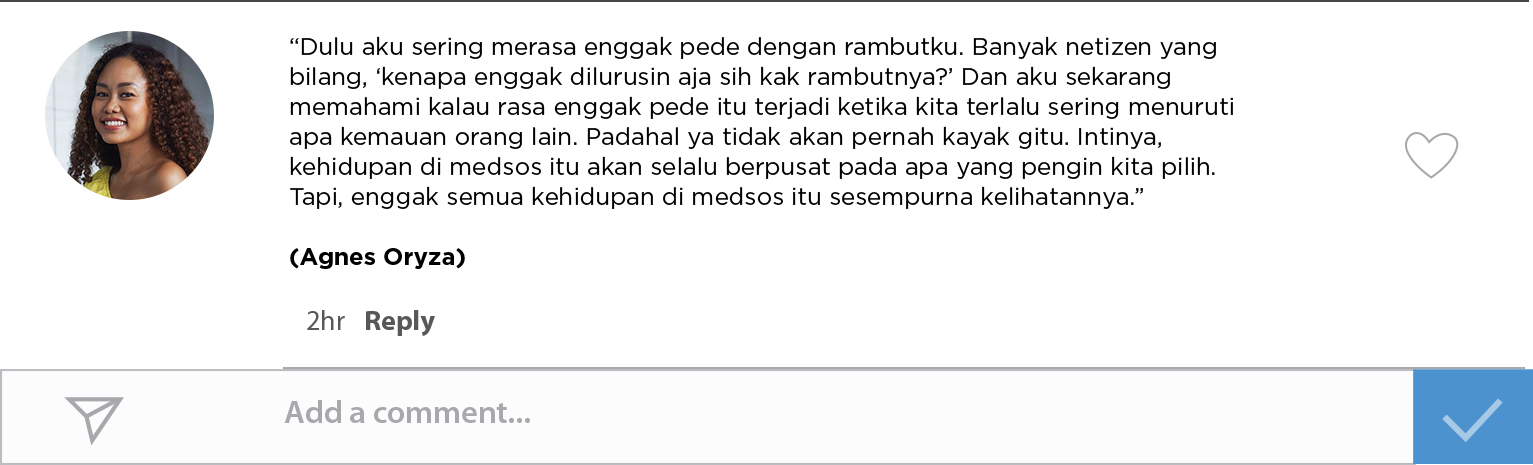 “Dulu aku sering merasa enggak pede dengan rambutku. Banyak netizen yang
bilang, ‘kenapa enggak dilurusin aja sih kak rambutnya?’ Dan aku sekarang
memahami kalau rasa enggak pede itu terjadi ketika kita terlalu sering menuruti
apa kemauan orang lain. Padahal ya tidak akan pernah kayak gitu. Intinya,
kehidupan di medsos itu akan selalu berpusat pada apa yang pengin kita pilih.
Tapi, enggak semua kehidupan di medsos itu sesempurna kelihatannya.”
(Agnes Oryza)
2hr Reply
Add a comment...